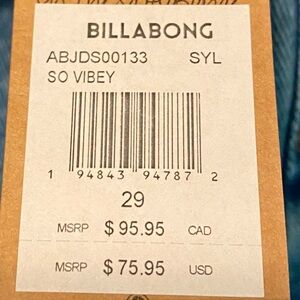 BILLABONG
ABJDS00133 SYL
SO VIBEY
1 94843 94787 2
29
MSRP $95.95 CAD
MSRP $75.95 USD